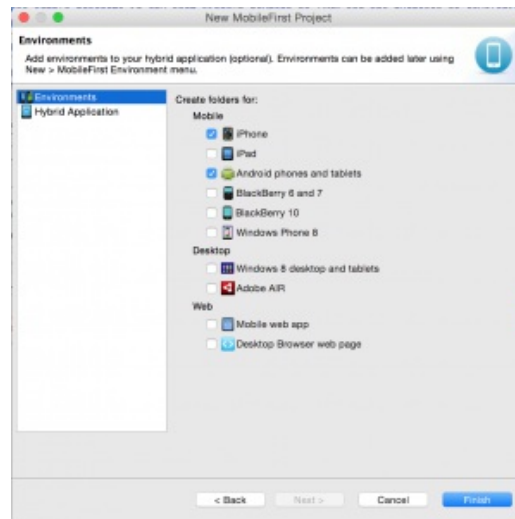 New MobileFirst Project
Environments
Add environments to your hybrid application (optional). Environments can be added later using
New > MobileFirst Environment menu.
Environments
Hybrid Application
Create folders for:
Mobile
iPhone
iPad
Android phones and tablets
BlackBerry 6 and 7
BlackBerry 10
Windows Phone 8
Desktop
Windows 8 desktop and tablets
Adobe AIR
Web
Mobile web app
Desktop Browser web page
< Back
Next >
Cancel
Finish